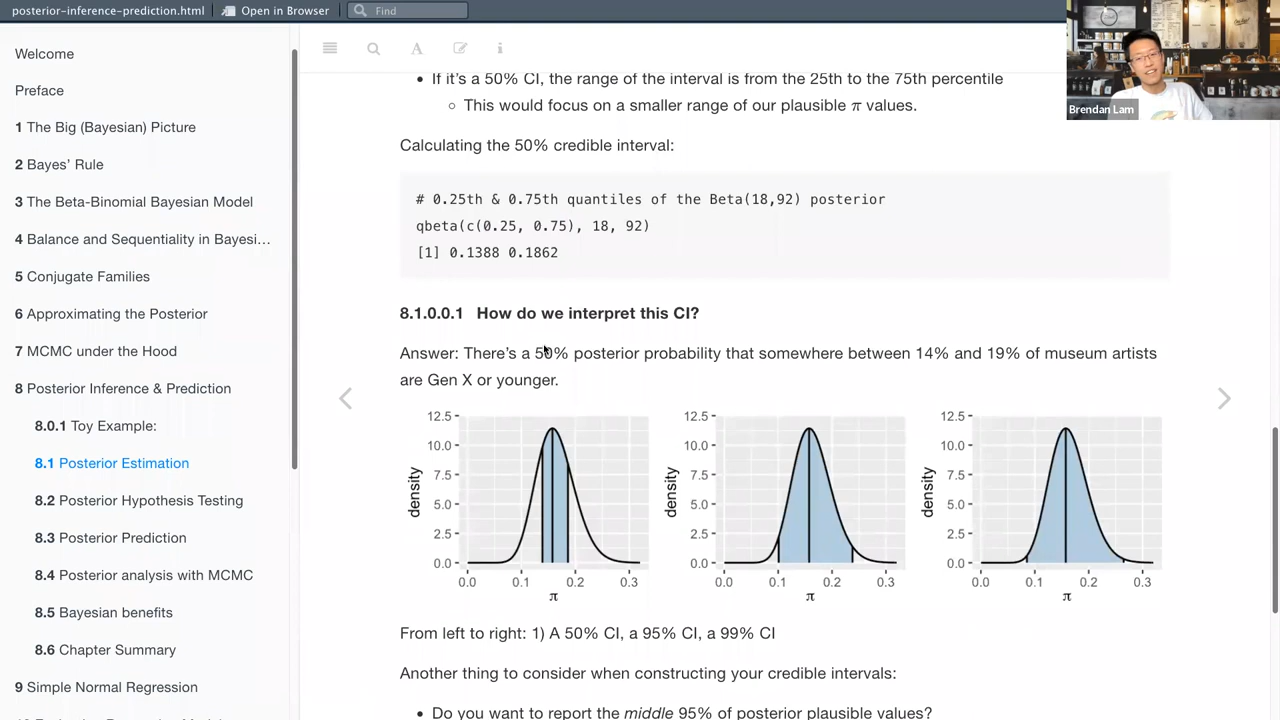 posterior-inference-prediction.html
Open in Browser
Find
Welcome
Preface
1 The Big (Bayesian) Picture
2 Bayes' Rule
3 The Beta-Binomial Bayesian Model
4 Balance and Sequentiality in Bayesi…
5 Conjugate Families
6 Approximating the Posterior
7 MCMC under the Hood
8 Posterior Inference & Prediction
8.0.1 Toy Example:
8.1 Posterior Estimation
8.2 Posterior Hypothesis Testing
8.3 Posterior Prediction
8.4 Posterior analysis with MCMC
8.5 Bayesian benefits
8.6 Chapter Summary
9 Simple Normal Regression
• If it's a 50% CI, the range of the interval is from the 25th to the 75th percentile
○ This would focus on a smaller range of our plausible π values.
Calculating the 50% credible interval:
# 0.25th & 0.75th quantiles of the Beta(18,92) posterior
qbeta(c(0.25, 0.75), 18, 92)
[1] 0.1388 0.1862
8.1.0.0.1 How do we interpret this CI?
Answer: There's a 50% posterior probability that somewhere between 14% and 19% of museum artists
are Gen X or younger.
12.5
10.0
7.5
5.0
2.5
0.0
density
0.0 0.1 0.2 0.3
π
12.5
10.0
7.5
5.0
2.5
0.0
density
0.0 0.1 0.2 0.3
π
12.5
10.0
7.5
5.0
2.5
0.0
density
0.0 0.1 0.2 0.3
π
From left to right: 1) A 50% CI, a 95% CI, a 99% CI
Another thing to consider when constructing your credible intervals:
• Do you want to report the middle 95% of posterior plausible values?
Brendan Lam